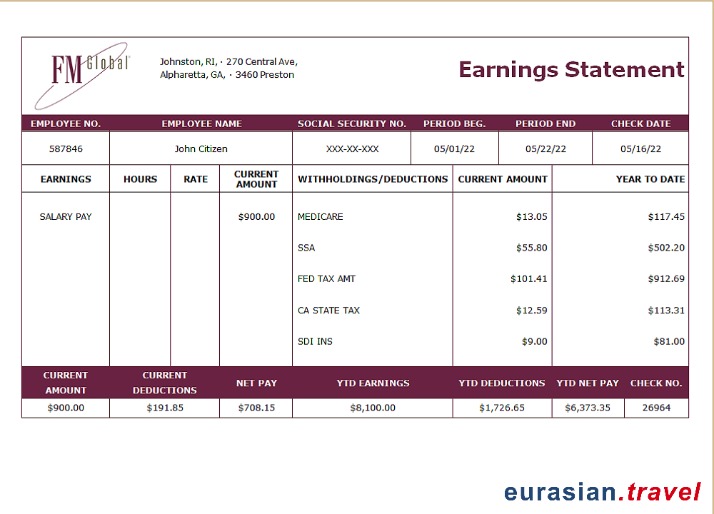 FM Global
Johnston, RI, · 270 Central Ave,
Alpharetta, GA, · 3460 Preston
Earnings Statement
EMPLOYEE NO. EMPLOYEE NAME SOCIAL SECURITY NO. PERIOD BEG. PERIOD END CHECK DATE
587846 John Citizen XXX-XX-XXX 05/01/22 05/22/22 05/16/22
EARNINGS HOURS RATE CURRENT AMOUNT WITHHOLDINGS/DEDUCTIONS CURRENT AMOUNT YEAR TO DATE
SALARY PAY $900.00 MEDICARE $13.05 $117.45
SSA $55.80 $502.20
FED TAX AMT $101.41 $912.69
CA STATE TAX $12.59 $113.31
SDI INS $9.00 $81.00
CURRENT AMOUNT CURRENT DEDUCTIONS NET PAY YTD EARNINGS YTD DEDUCTIONS YTD NET PAY CHECK NO.
$900.00 $191.85 $708.15 $8,100.00 $1,726.65 $6,373.35 26964
eurasian.travel